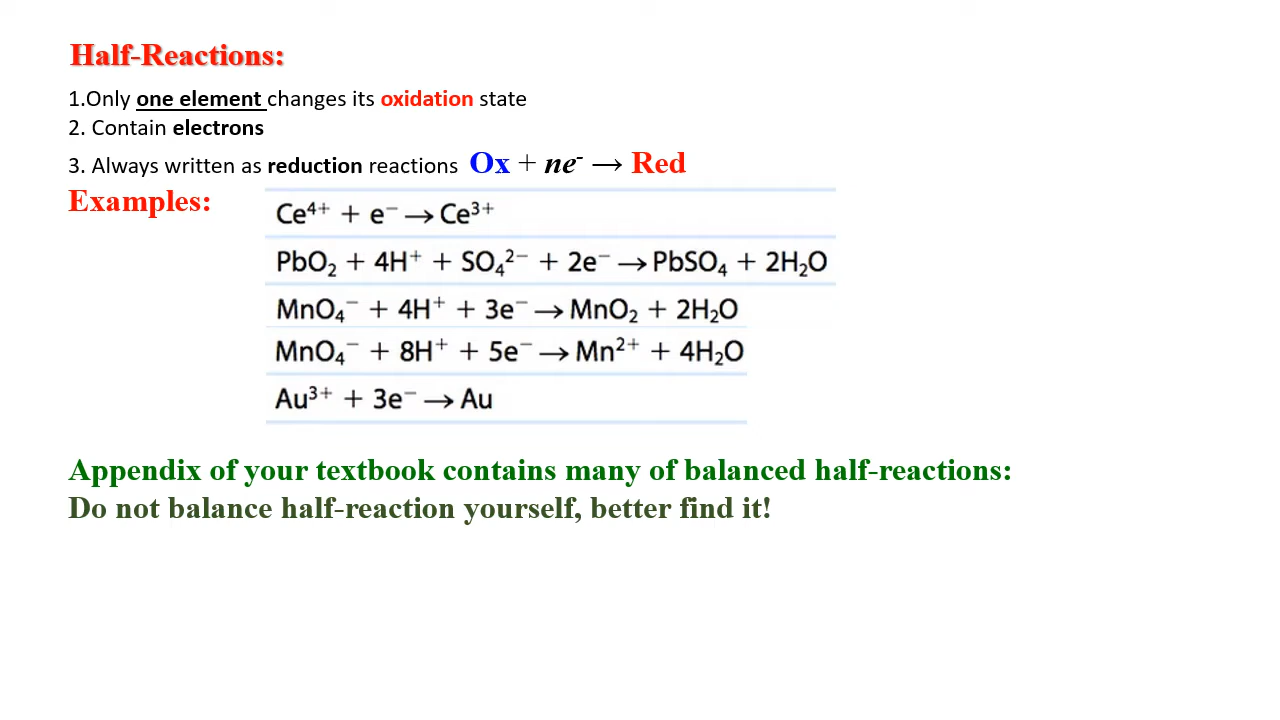 Half-Reactions:
1.Only one element changes its oxidation state
2. Contain electrons
3. Always written as reduction reactions Ox + ne⁻ → Red
Examples:
Ce⁴⁺ + e⁻ → Ce³⁺
PbO₂ + 4H⁺ + SO₄²⁻ + 2e⁻ → PbSO₄ + 2H₂O
MnO₄⁻ + 4H⁺ + 3e⁻ → MnO₂ + 2H₂O
MnO₄⁻ + 8H⁺ + 5e⁻ → Mn²⁺ + 4H₂O
Au³⁺ + 3e⁻ → Au
Appendix of your textbook contains many of balanced half-reactions:
Do not balance half-reaction yourself, better find it!